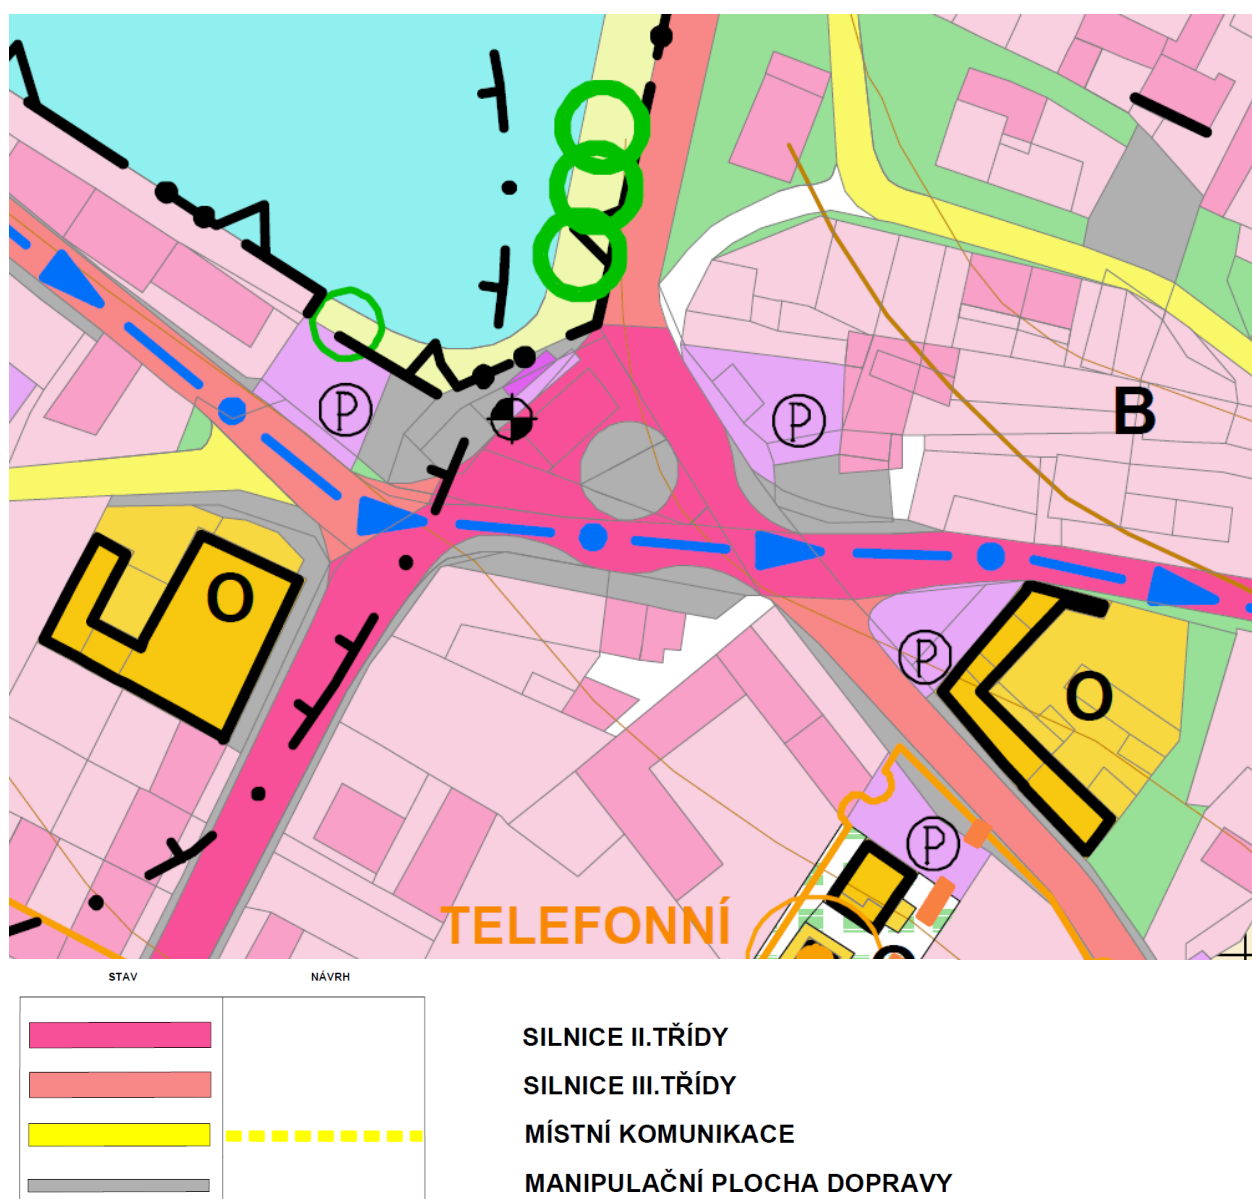 P
P
B
O
P
O
P
TELEFONNÍ
STAV NÁVRH
SILNICE II.TŘÍDY
SILNICE III.TŘÍDY
MÍSTNÍ KOMUNIKACE
MANIPULAČNÍ PLOCHA DOPRAVY